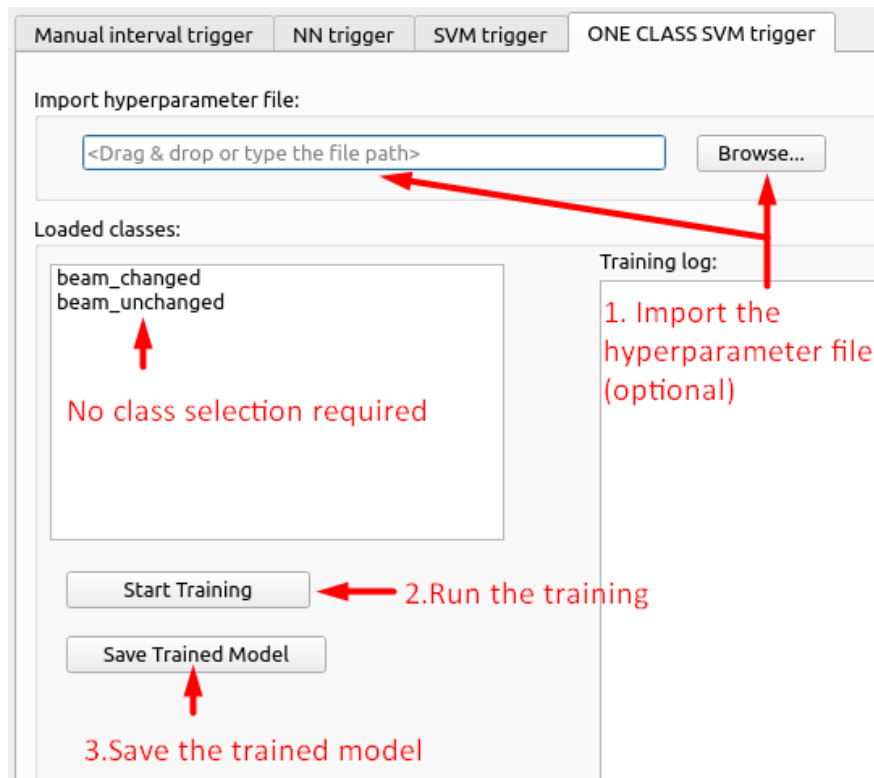 Manual interval trigger NN trigger SVM trigger ONE CLASS SVM trigger
Import hyperparameter file:
<Drag & drop or type the file path> Browse...
Loaded classes:
beam_changed
beam_unchanged
No class selection required
Training log:
1. Import the
hyperparameter file
(optional)
Start Training
2.Run the training
Save Trained Model
3.Save the trained model